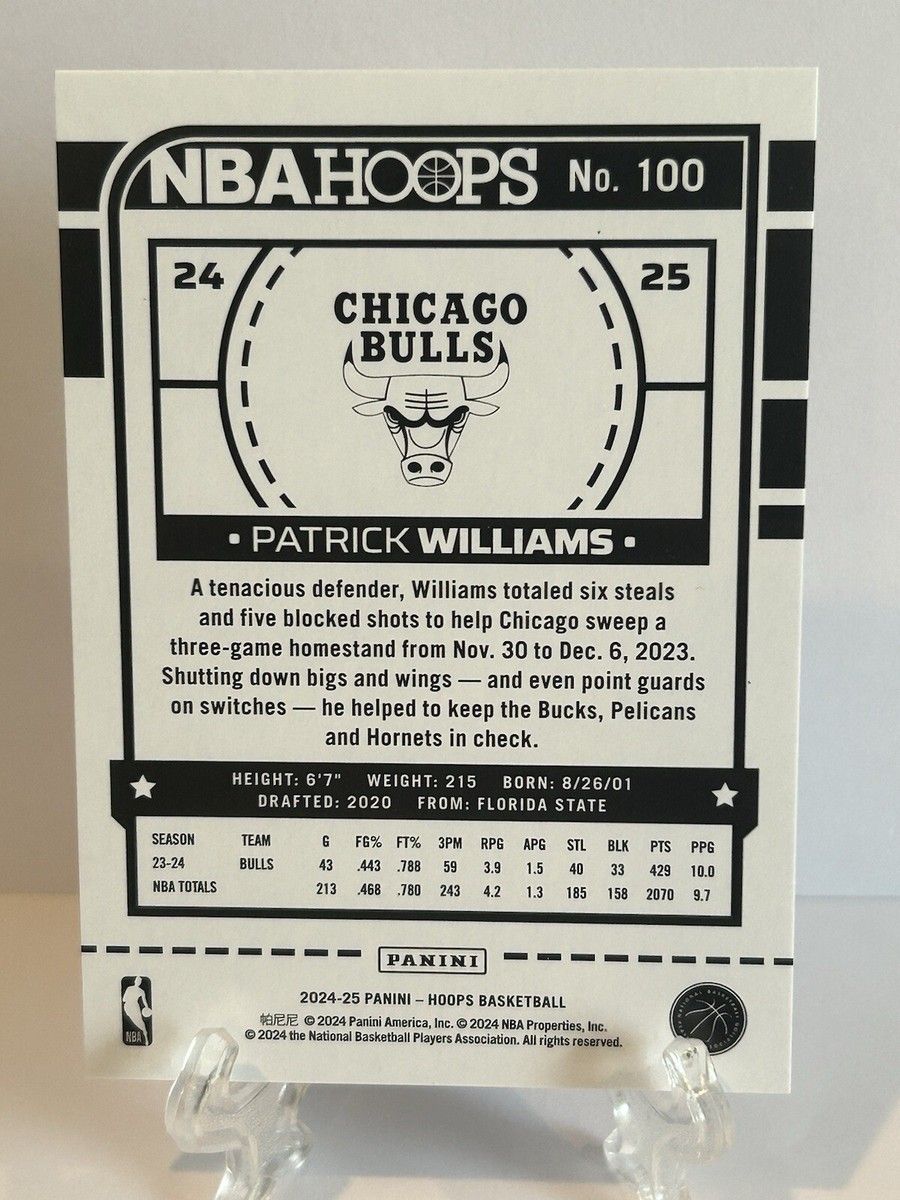 NBA HOOPS No. 100
24 25
CHICAGO
BULLS
• PATRICK WILLIAMS •
A tenacious defender, Williams totaled six steals
and five blocked shots to help Chicago sweep a
three-game homestand from Nov. 30 to Dec. 6, 2023.
Shutting down bigs and wings — and even point guards
on switches — he helped to keep the Bucks, Pelicans
and Hornets in check.
HEIGHT: 6'7" WEIGHT: 215 BORN: 8/26/01
DRAFTED: 2020 FROM: FLORIDA STATE
SEASON TEAM G FG% FT% 3PM RPG APG STL BLK PTS PPG
23-24 BULLS 43 .443 .788 59 3.9 1.5 40 33 429 10.0
NBA TOTALS 213 .468 .780 243 4.2 1.3 185 158 2070 9.7
PANINI
2024-25 PANINI – HOOPS BASKETBALL
帕尼尼 © 2024 Panini America, Inc. © 2024 NBA Properties, Inc.
© 2024 the National Basketball Players Association. All rights reserved.
NBA